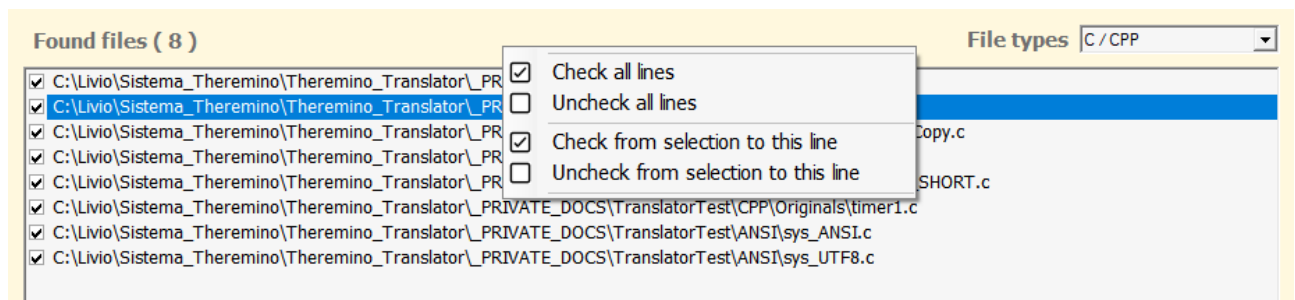 Found files ( 8 )
File types C / CPP
C:\Livio\Sistema_Theremino\Theremino_Translator\_PR
C:\Livio\Sistema_Theremino\Theremino_Translator\_PR
C:\Livio\Sistema_Theremino\Theremino_Translator\_PR Copy.c
C:\Livio\Sistema_Theremino\Theremino_Translator\_PR
C:\Livio\Sistema_Theremino\Theremino_Translator\_PR SHORT.c
C:\Livio\Sistema_Theremino\Theremino_Translator\_PRIVATE_DOCS\TranslatorTest\CPP\Originals\timer1.c
C:\Livio\Sistema_Theremino\Theremino_Translator\_PRIVATE_DOCS\TranslatorTest\ANSI\sys_ANSI.c
C:\Livio\Sistema_Theremino\Theremino_Translator\_PRIVATE_DOCS\TranslatorTest\ANSI\sys_UTF8.c
Check all lines
Uncheck all lines
Check from selection to this line
Uncheck from selection to this line